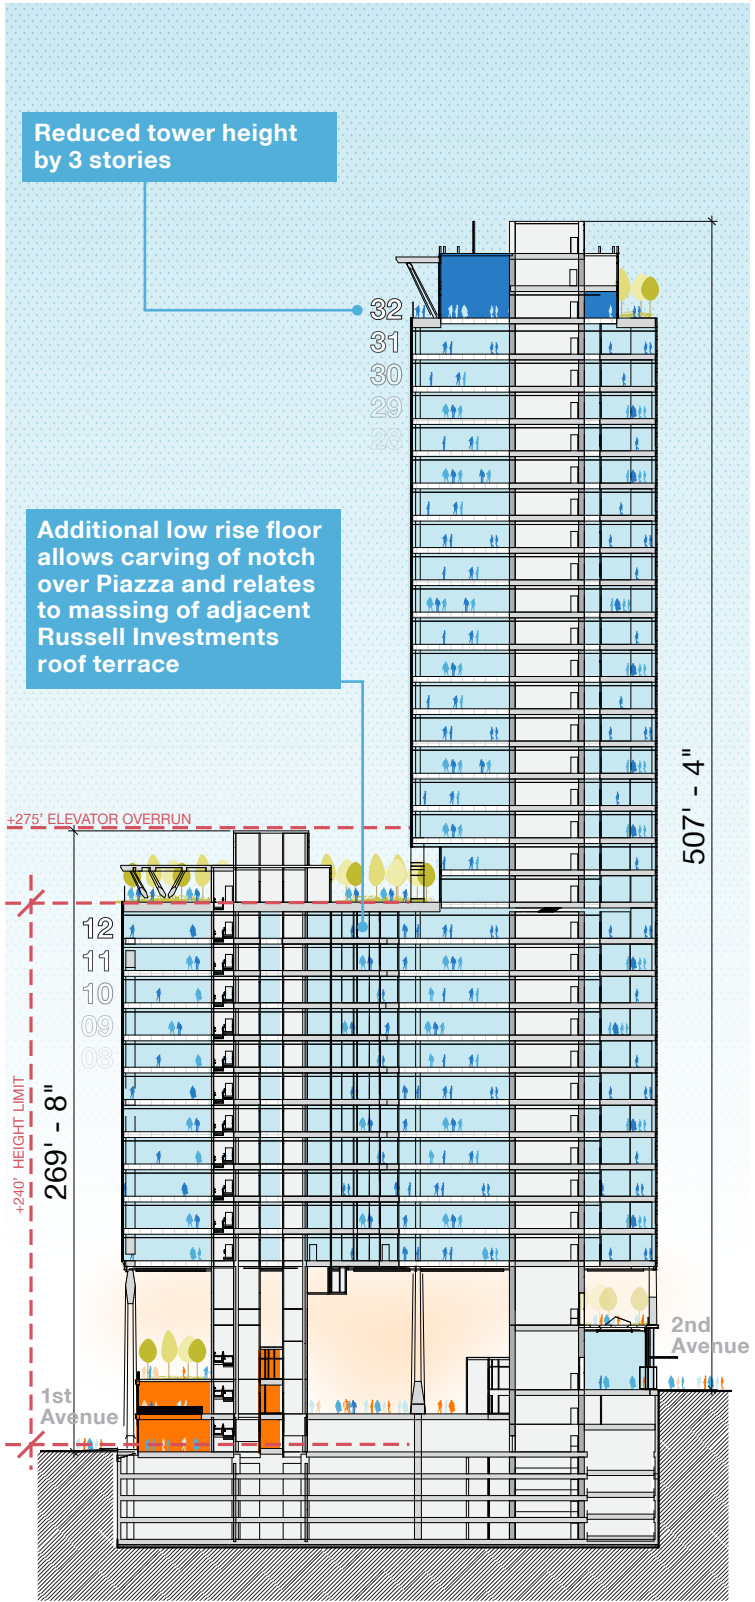 Reduced tower height
by 3 stories
32
31
30
29
28
Additional low rise floor
allows carving of notch
over Piazza and relates
to massing of adjacent
Russell Investments
roof terrace
507' - 4"
+275' ELEVATOR OVERRUN
12
11
10
09
08
+240' HEIGHT LIMIT
269' - 8"
2nd
Avenue
1st
Avenue